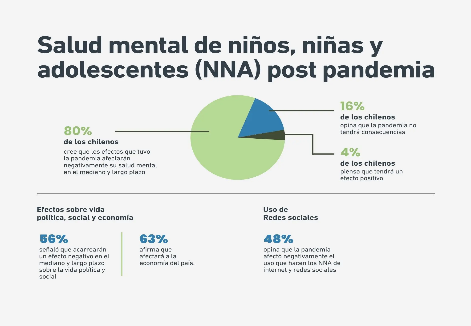 Salud mental de niños, niñas y
adolescentes (NNA) post pandemia
80%
de los chilenos
cree que los efectos que tuvo
la pandemia afectarán
negativamente su salud mental
en el mediano y largo plazo
16%
de los chilenos
opina que la pandemia no
tendrá consecuencias
4%
de los chilenos
piensa que tendrá un
efecto positivo
Efectos sobre vida
política, social y economía
56%
señaló que acarrearán
un efecto negativo en el
mediano y largo plazo
sobre la vida política y
social
63%
afirma que
afectará a la
economía del país
Uso de
Redes sociales
48%
opina que la pandemia
afectó negativamente el
uso que hacen los NNA de
internet y redes sociales